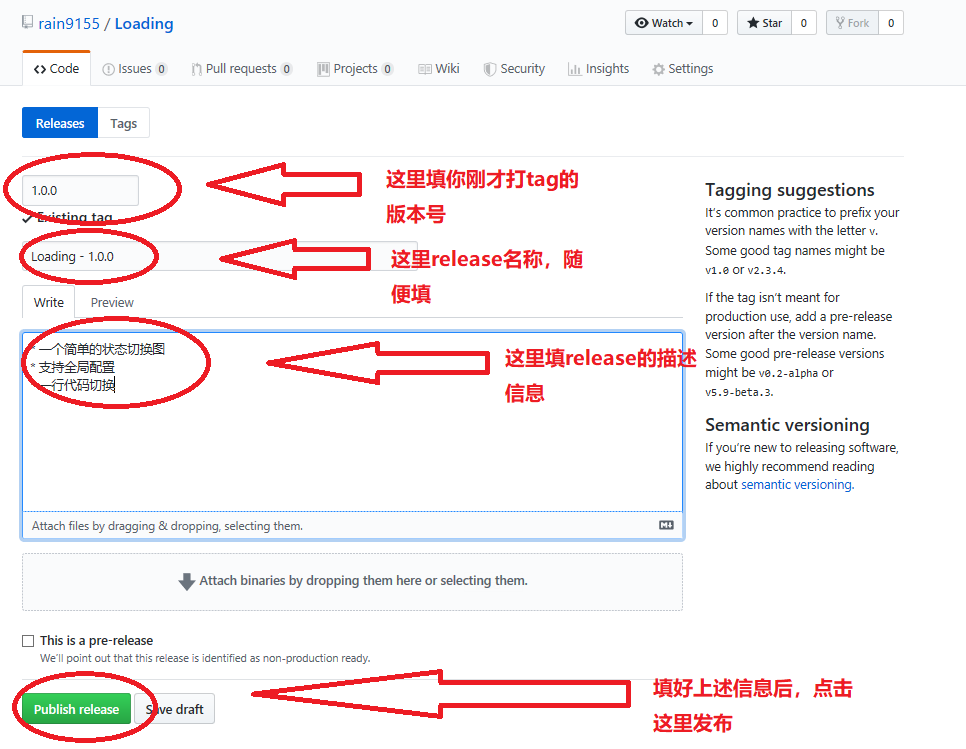 rain9155 / Loading
Watch 0 Star 0 Fork 0
Code Issues 0 Pull requests 0 Projects 0 Wiki Security Insights Settings
Releases Tags
1.0.0
这里填你刚才打tag的
版本号
Existing tag
Loading - 1.0.0
这里release名称，随
便填
Write Preview
* 一个简单的状态切换图
* 支持全局配置
一行代码切换
这里填release的描述
信息
Attach files by dragging & dropping, selecting them.
Attach binaries by dropping them here or selecting them.
This is a pre-release
We'll point out that this release is identified as non-production ready.
Publish release Save draft
填好上述信息后，点击
这里发布
Tagging suggestions
It's common practice to prefix your
version names with the letter v.
Some good tag names might be
v1.0 or v2.3.4.
If the tag isn't meant for
production use, add a pre-release
version after the version name.
Some good pre-release versions
might be v0.2-alpha or
v5.9-beta.3.
Semantic versioning
If you're new to releasing software,
we highly recommend reading
about semantic versioning.